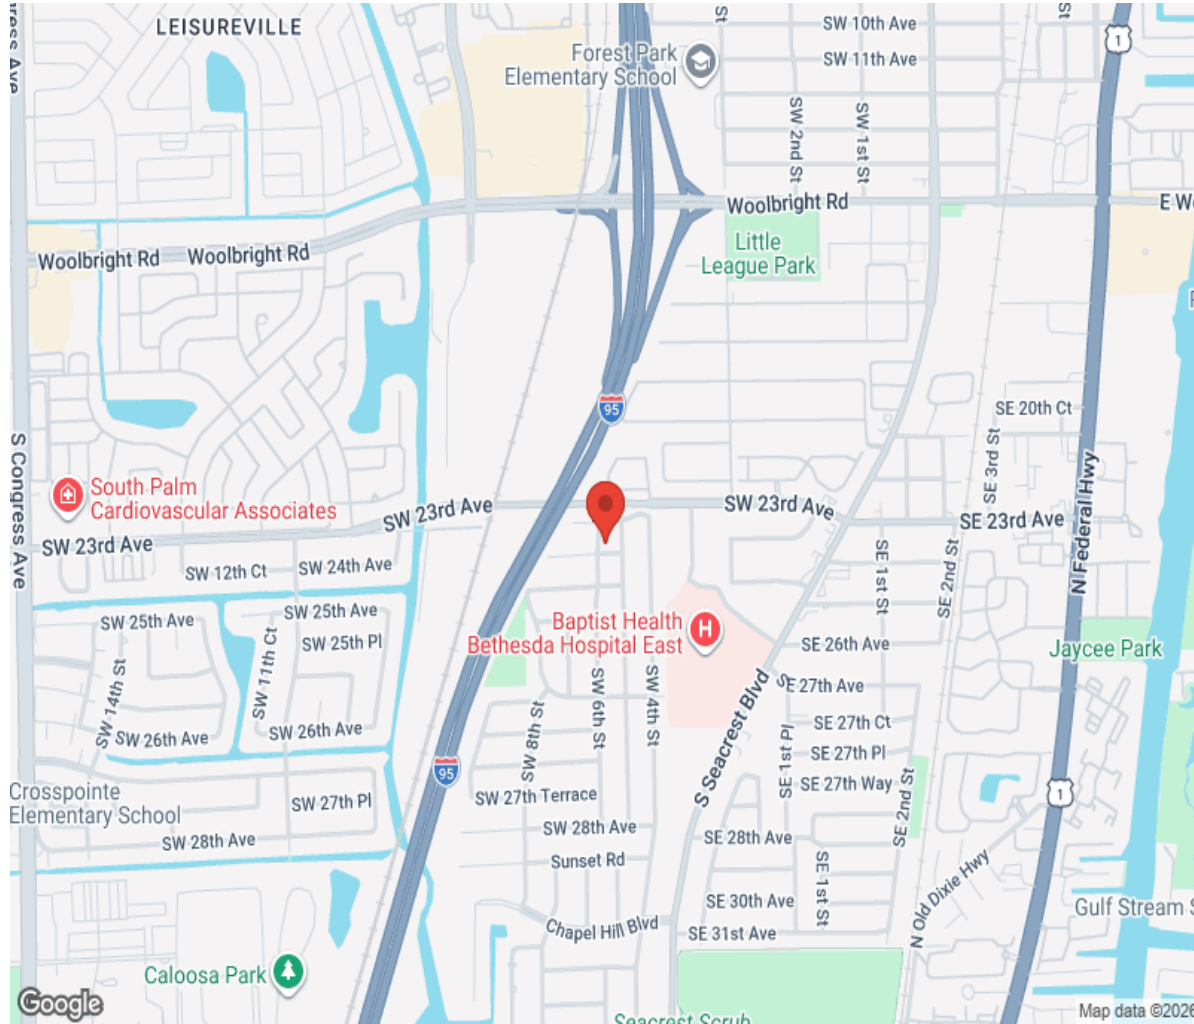 LEISUREVILLE
ress Ave
St
SW 10th Ave
St
1
Forest Park
Elementary School
SW 11th Ave
SW 2nd St
SW 1st St
Woolbright Rd
E Wo
Little
League Park
Woolbright Rd
Woolbright Rd
95
SE 20th Ct
SE 3rd St
S Congress Ave
N Federal Hwy
South Palm
Cardiovascular Associates
SW 23rd Ave
SW 23rd Ave
SE 23rd Ave
SW 23rd Ave
SW 12th Ct
SW 24th Ave
SE 1st St
SE 2nd St
SW 25th Ave
SW 25th Ave
SW 25th Pl
Baptist Health
Bethesda Hospital East
H
SE 26th Ave
Jaycee Park
SW 14th St
SW 11th Ct
SW 6th St
SW 4th St
SE 27th Ave
SW 26th Ave
SW 26th Ave
SW 8th St
S Seacrest Blvd
SE 1st Pl
SE 27th Ct
SE 27th Pl
SE 27th Way
SE 2nd St
95
1
Crosspointe
Elementary School
SW 27th Pl
SW 27th Terrace
SW 28th Ave
SW 28th Ave
SE 28th Ave
Sunset Rd
SE 1st St
N Old Dixie Hwy
SE 30th Ave
Gulf Stream S
Chapel Hill Blvd
SE 31st Ave
Caloosa Park
Seacrest Scrub
Google
Map data ©2026